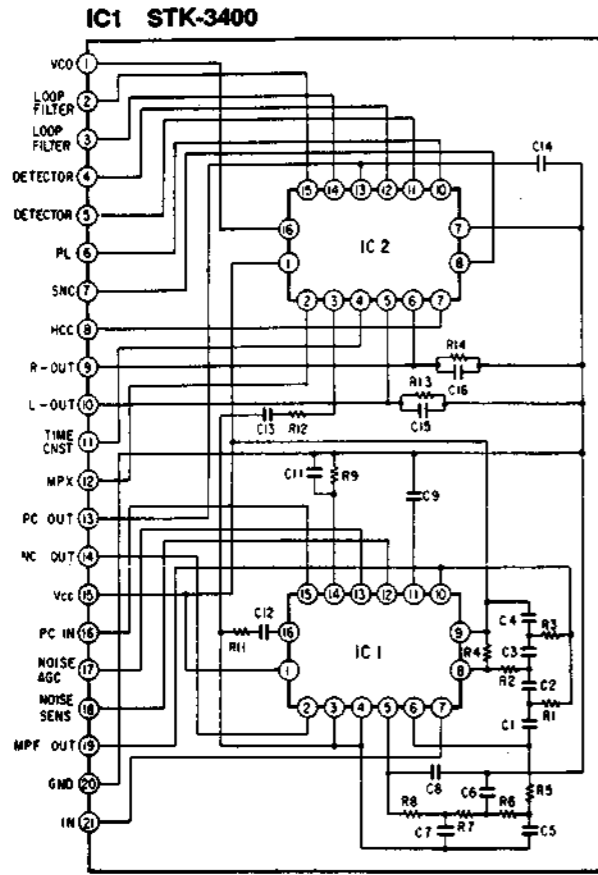 IC1 STK-3400
VCO 1
LOOP FILTER 2
LOOP FILTER 3
DETECTOR 4
DETECTOR 5
PL 6
SNC 7
HCC 8
R-OUT 9
L-OUT 10
TIME CNST 11
MPX 12
PC OUT 13
NC OUT 14
Vcc 15
PC IN 16
NOISE AGC 17
NOISE SENS 18
MPF OUT 19
GND 20
IN 21
C14
15 14 13 12 11 10
16 7
IC 2
1 8
2 3 4 5 6 7
R14
C16
R13
C15
C13 R12
C11 R9
C9
15 14 13 12 11 10
C12
R11
16 9
IC 1
1 8
2 3 4 5 6 7
C4 R3
R4 C3
R2 C2
R1
C1
C8
C6 R5
R8 R6
C7 R7 C5